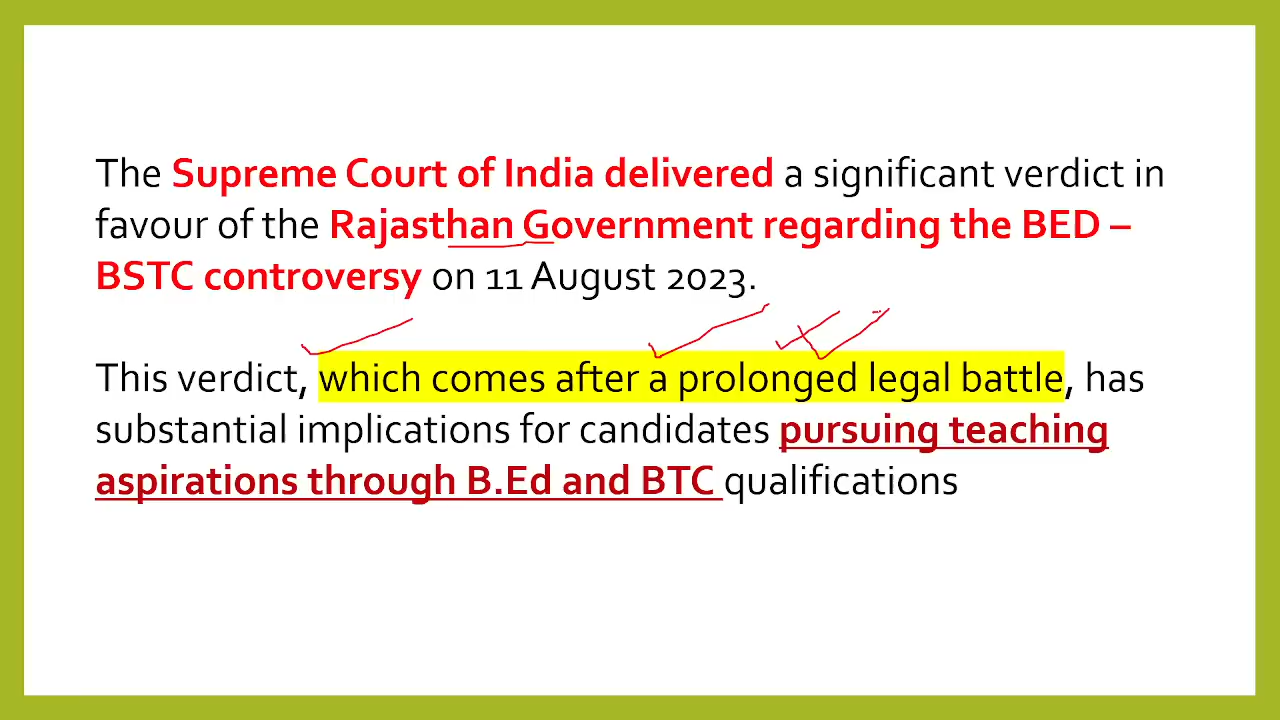 The Supreme Court of India delivered a significant verdict in
favour of the Rajasthan Government regarding the BED –
BSTC controversy on 11 August 2023.
This verdict, which comes after a prolonged legal battle, has
substantial implications for candidates pursuing teaching
aspirations through B.Ed and BTC qualifications